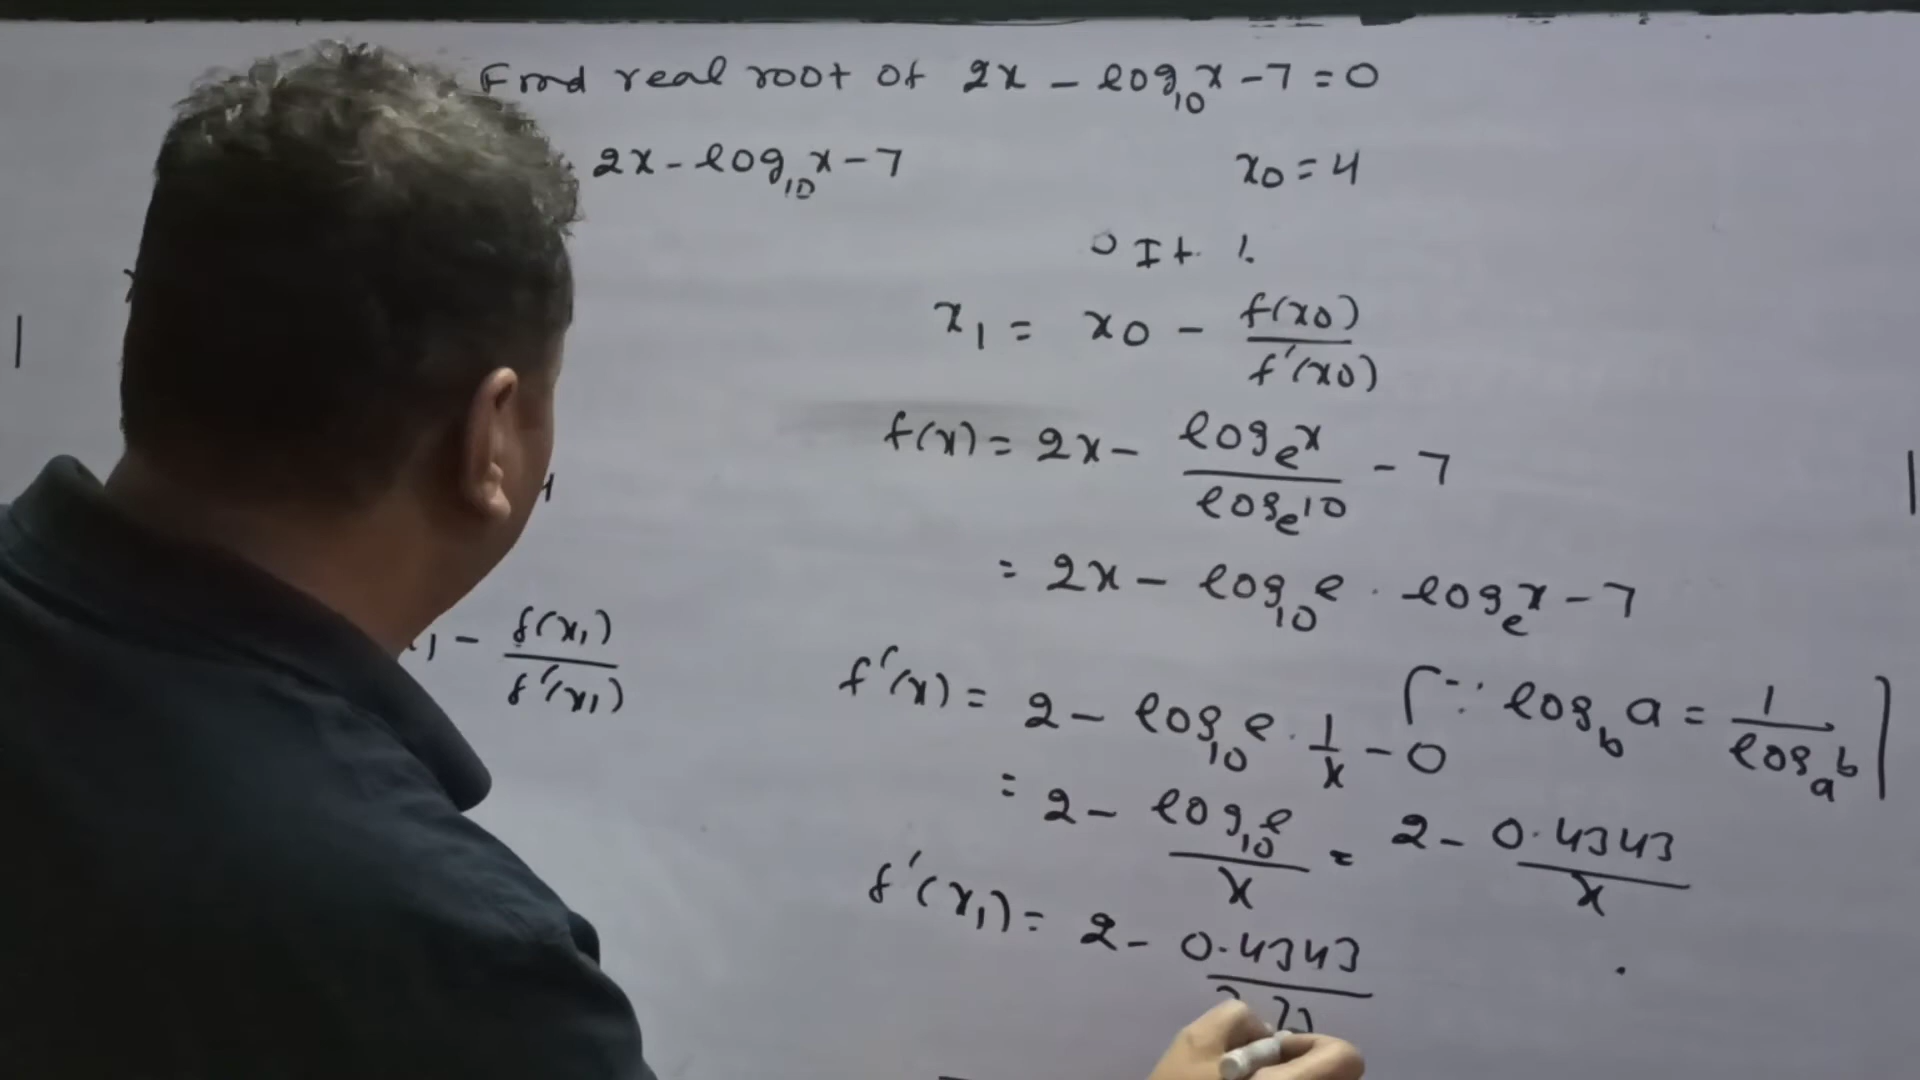 Find real root of 2x - log₁₀x - 7 = 0
2x - log₁₀x - 7
x0 = 4
0 It 1.
x₁ = x0 - f(x0)/f'(x0)
f(x) = 2x - logₑx/logₑ10 - 7
= 2x - log₁₀e . logₑx - 7
x₁ - f(x₁)/f'(x₁)
f'(x) = 2 - log₁₀e . 1/x - 0 [∵ log_b a = 1/log_a b]
= 2 - log₁₀e/x = 2 - 0.4343/x
f'(x₁) = 2 - 0.4343/